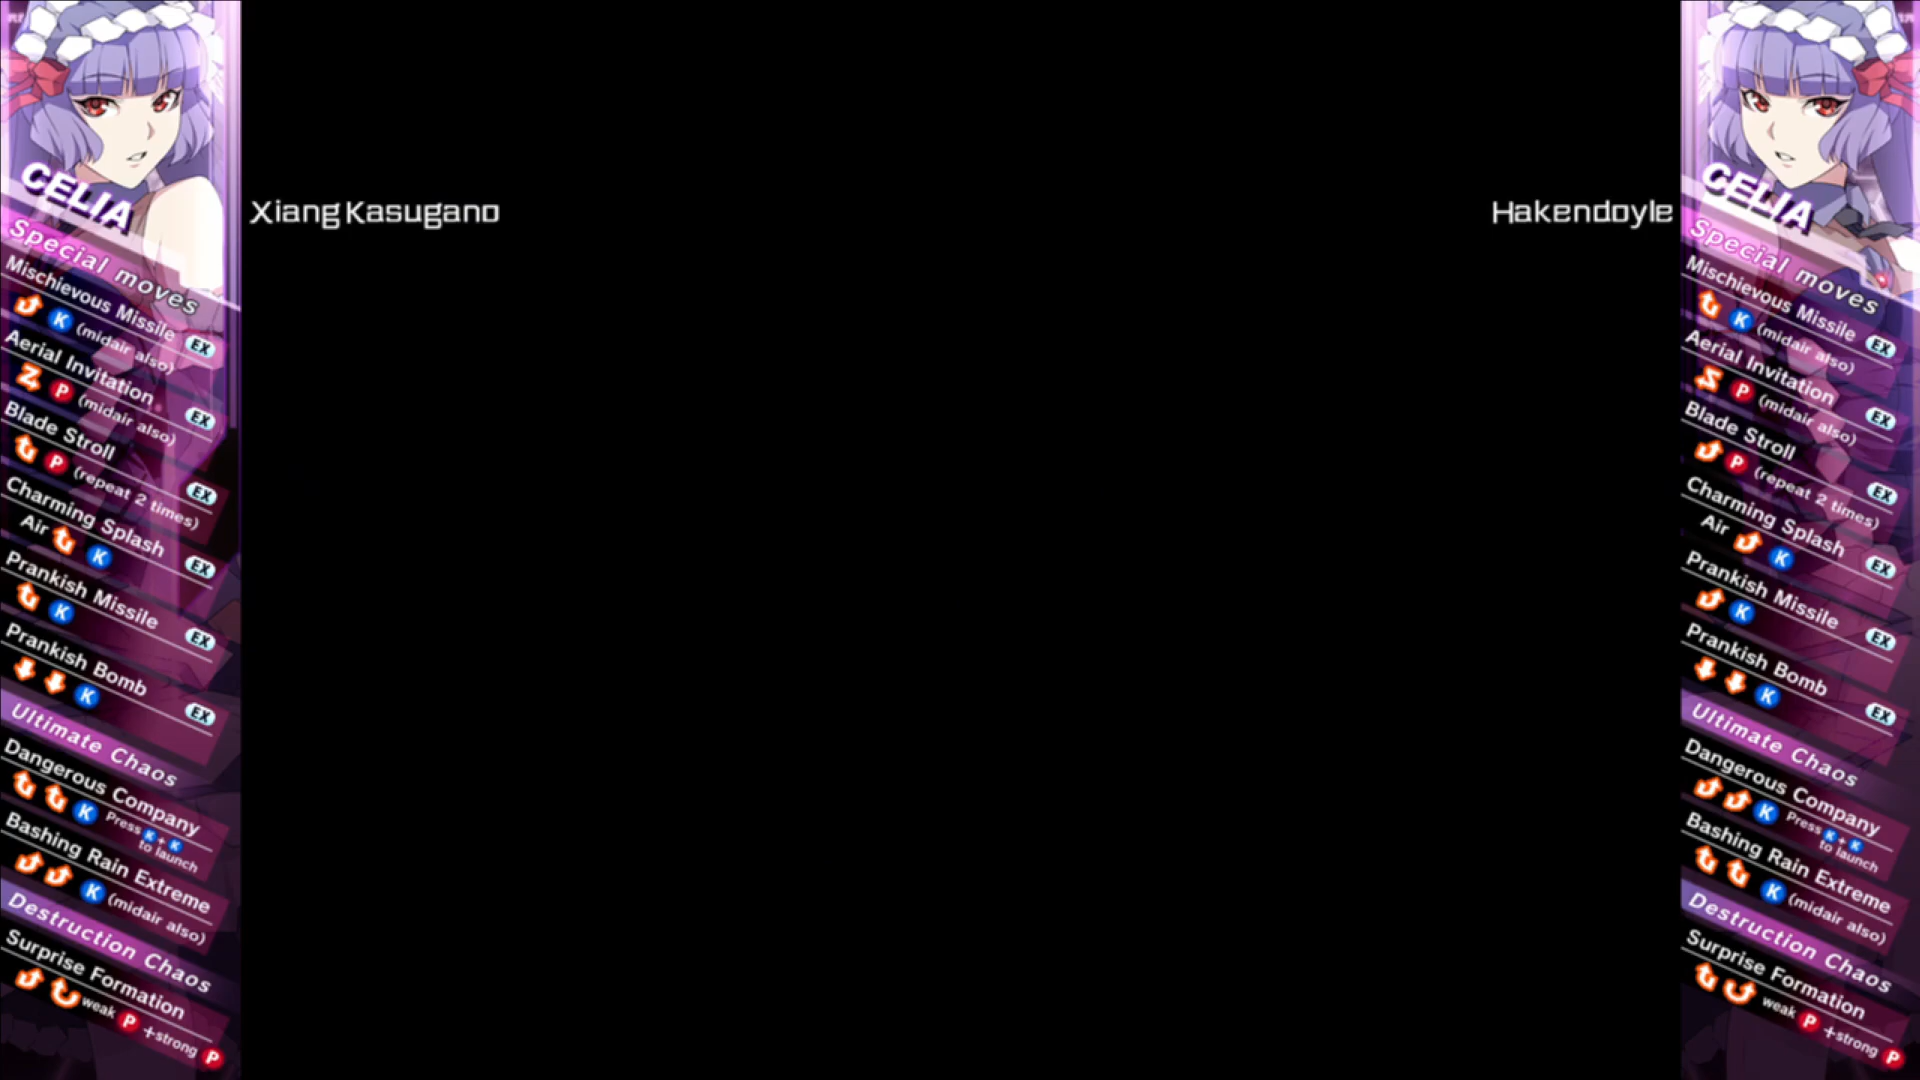 CELIA
Special moves
Mischievous Missile
K (midair also) EX
Aerial Invitation
P (midair also) EX
Blade Stroll
P (repeat 2 times) EX
Charming Splash
Air K EX
Prankish Missile
K EX
Prankish Bomb
K EX
Ultimate Chaos
Dangerous Company
K Press K + K
to launch
Bashing Rain Extreme
K (midair also)
Destruction Chaos
Surprise Formation
weak P +strong P
Xiang Kasugano
Hakendoyle
CELIA
Special moves
Mischievous Missile
K (midair also) EX
Aerial Invitation
P (midair also) EX
Blade Stroll
P (repeat 2 times) EX
Charming Splash
Air K EX
Prankish Missile
K EX
Prankish Bomb
K EX
Ultimate Chaos
Dangerous Company
K Press K + K
to launch
Bashing Rain Extreme
K (midair also)
Destruction Chaos
Surprise Formation
weak P +strong P